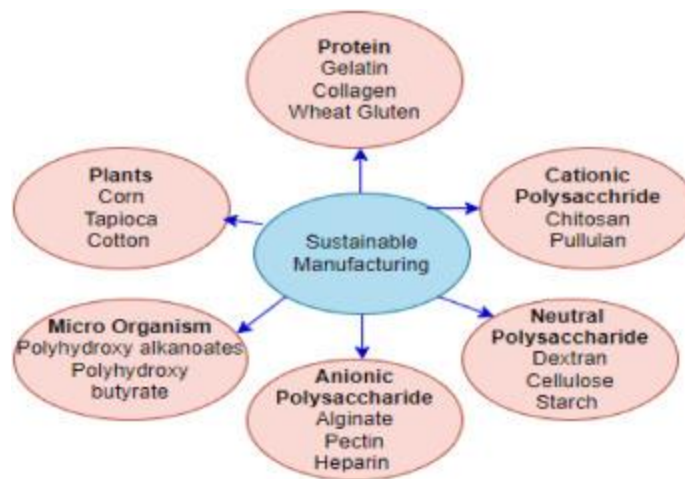 Protein
Gelatin
Collagen
Wheat Gluten
Plants
Corn
Tapioca
Cotton
Cationic
Polysacchride
Chitosan
Pullulan
Sustainable
Manufacturing
Micro Organism
Polyhydroxy alkanoates
Polyhydroxy
butyrate
Anionic
Polysaccharide
Alginate
Pectin
Heparin
Neutral
Polysaccharide
Dextran
Cellulose
Starch